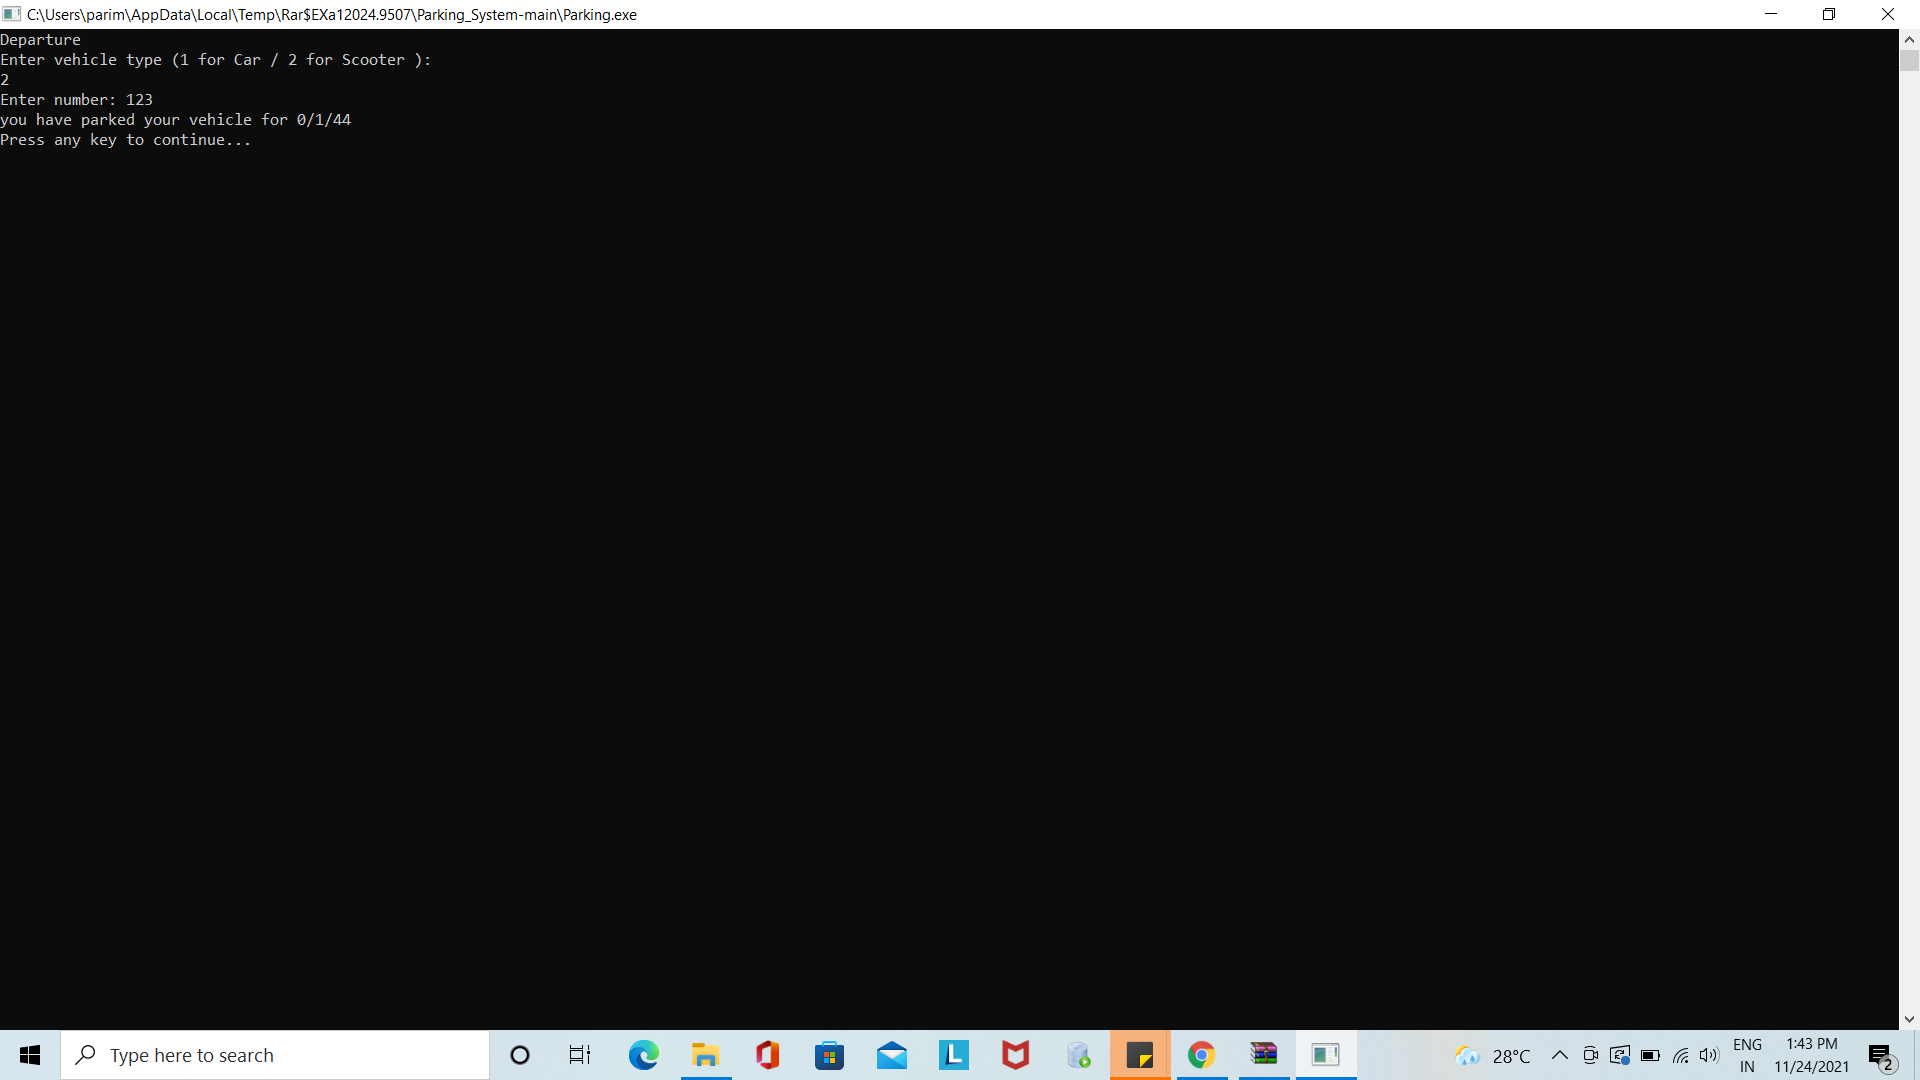 C:\Users\parim\AppData\Local\Temp\Rar$EXa12024.9507\Parking_System-main\Parking.exe
Departure
Enter vehicle type (1 for Car / 2 for Scooter ):
2
Enter number: 123
you have parked your vehicle for 0/1/44
Press any key to continue...
Type here to search
L
28°C
ENG
IN
1:43 PM
11/24/2021
2